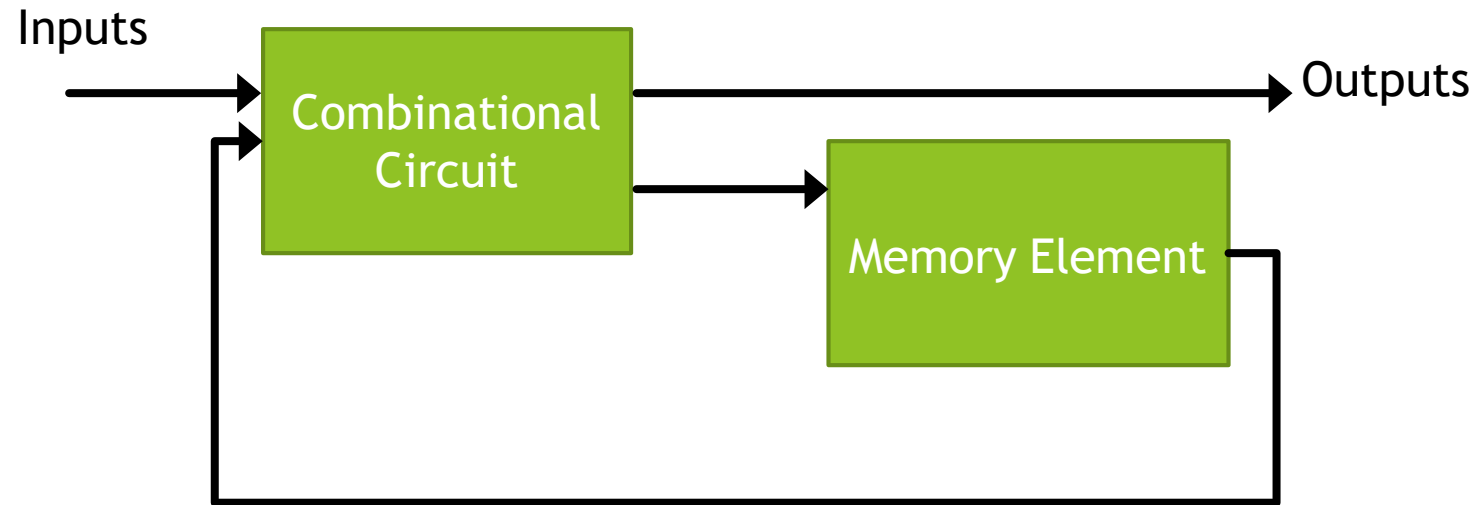 Inputs
Outputs
Combinational
Circuit
Memory Element